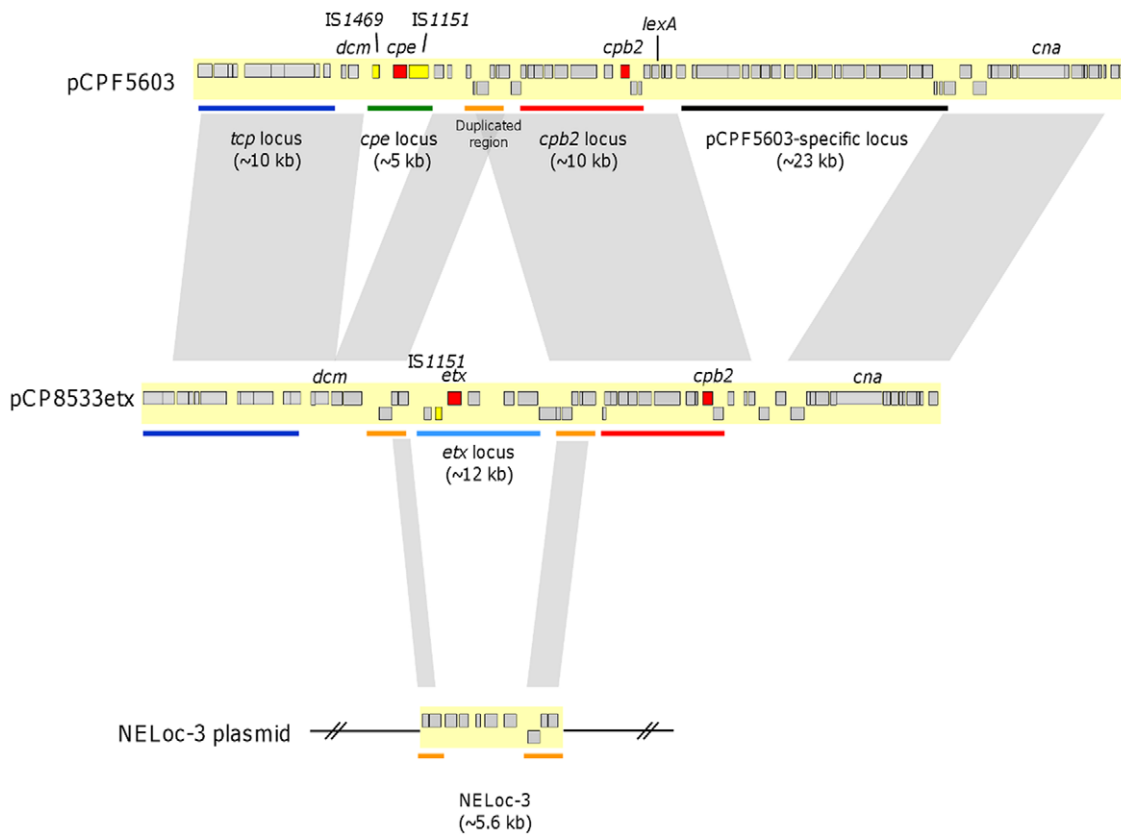 IS1469 IS1151
dcm cpe cpb2 lexA cna
pCPF5603
tcp locus
(~10 kb)
cpe locus
(~5 kb)
Duplicated
region
cpb2 locus
(~10 kb)
pCPF5603-specific locus
(~23 kb)
IS1151
dcm etx cpb2 cna
pCP8533etx
etx locus
(~12 kb)
NELoc-3 plasmid
NELoc-3
(~5.6 kb)